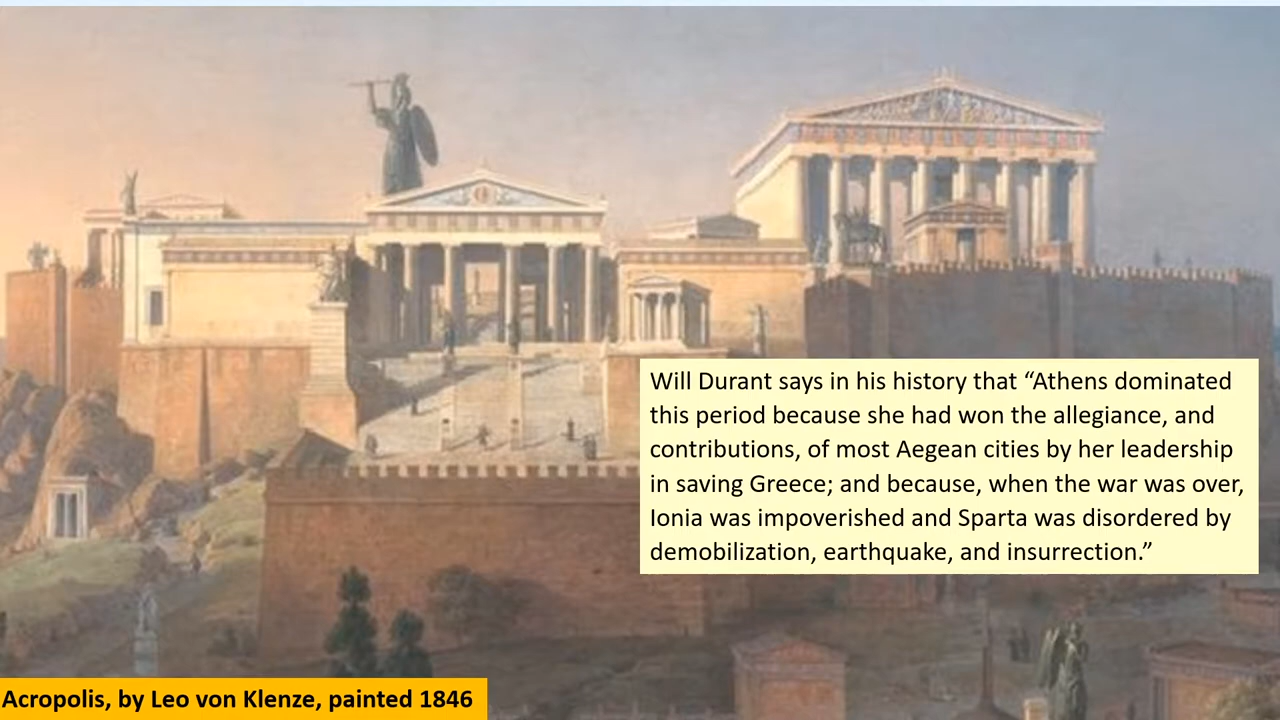 Will Durant says in his history that “Athens dominated
this period because she had won the allegiance, and
contributions, of most Aegean cities by her leadership
in saving Greece; and because, when the war was over,
Ionia was impoverished and Sparta was disordered by
demobilization, earthquake, and insurrection.”
Acropolis, by Leo von Klenze, painted 1846